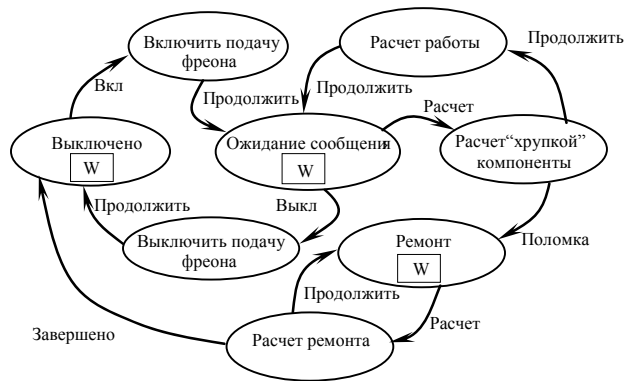 Включить подачу
фреона
Расчет работы
Продолжить
Вкл
Продолжить
Продолжить
Расчет
Выключено
W
Ожидание сообщения
W
Расчет“хрупкой”
компоненты
Продолжить
Выкл
Выключить подачу
фреона
Ремонт
W
Поломка
Продолжить
Завершено
Расчет ремонта
Расчет